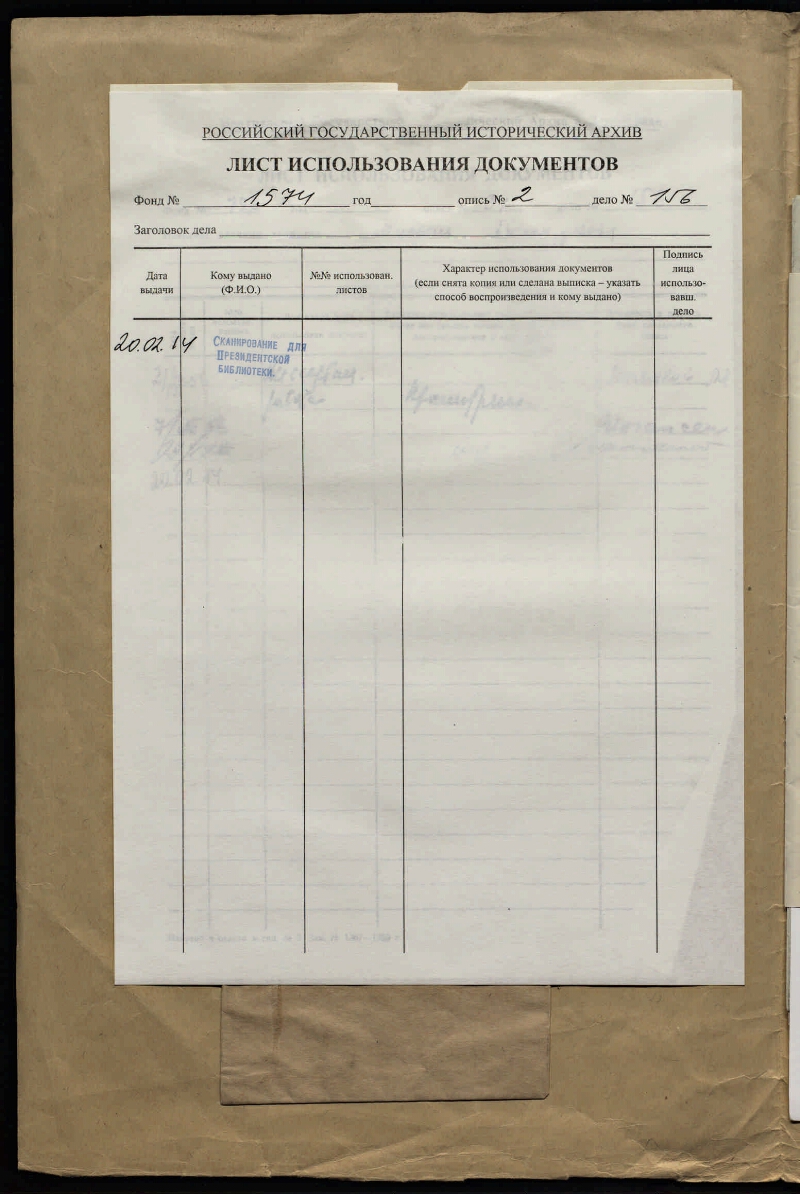 РОССИЙСКИЙ ГОСУДАРСТВЕННЫЙ ИСТОРИЧЕСКИЙ АРХИВ
ЛИСТ ИСПОЛЬЗОВАНИЯ ДОКУМЕНТОВ
Фонд № 1574 год опись № 2 дело № 156
Заголовок дела
Дата выдачи
Кому выдано (Ф.И.О.)
№№ использован. листов
Характер использования документов
(если снята копия или сделана выписка – указать
способ воспроизведения и кому выдано)
Подпись
лица
использо-
вавш.
дело
20.02.14
СКАНИРОВАНИЕ ДЛЯ
ПРЕЗИДЕНТСКОЙ
БИБЛИОТЕКИ.